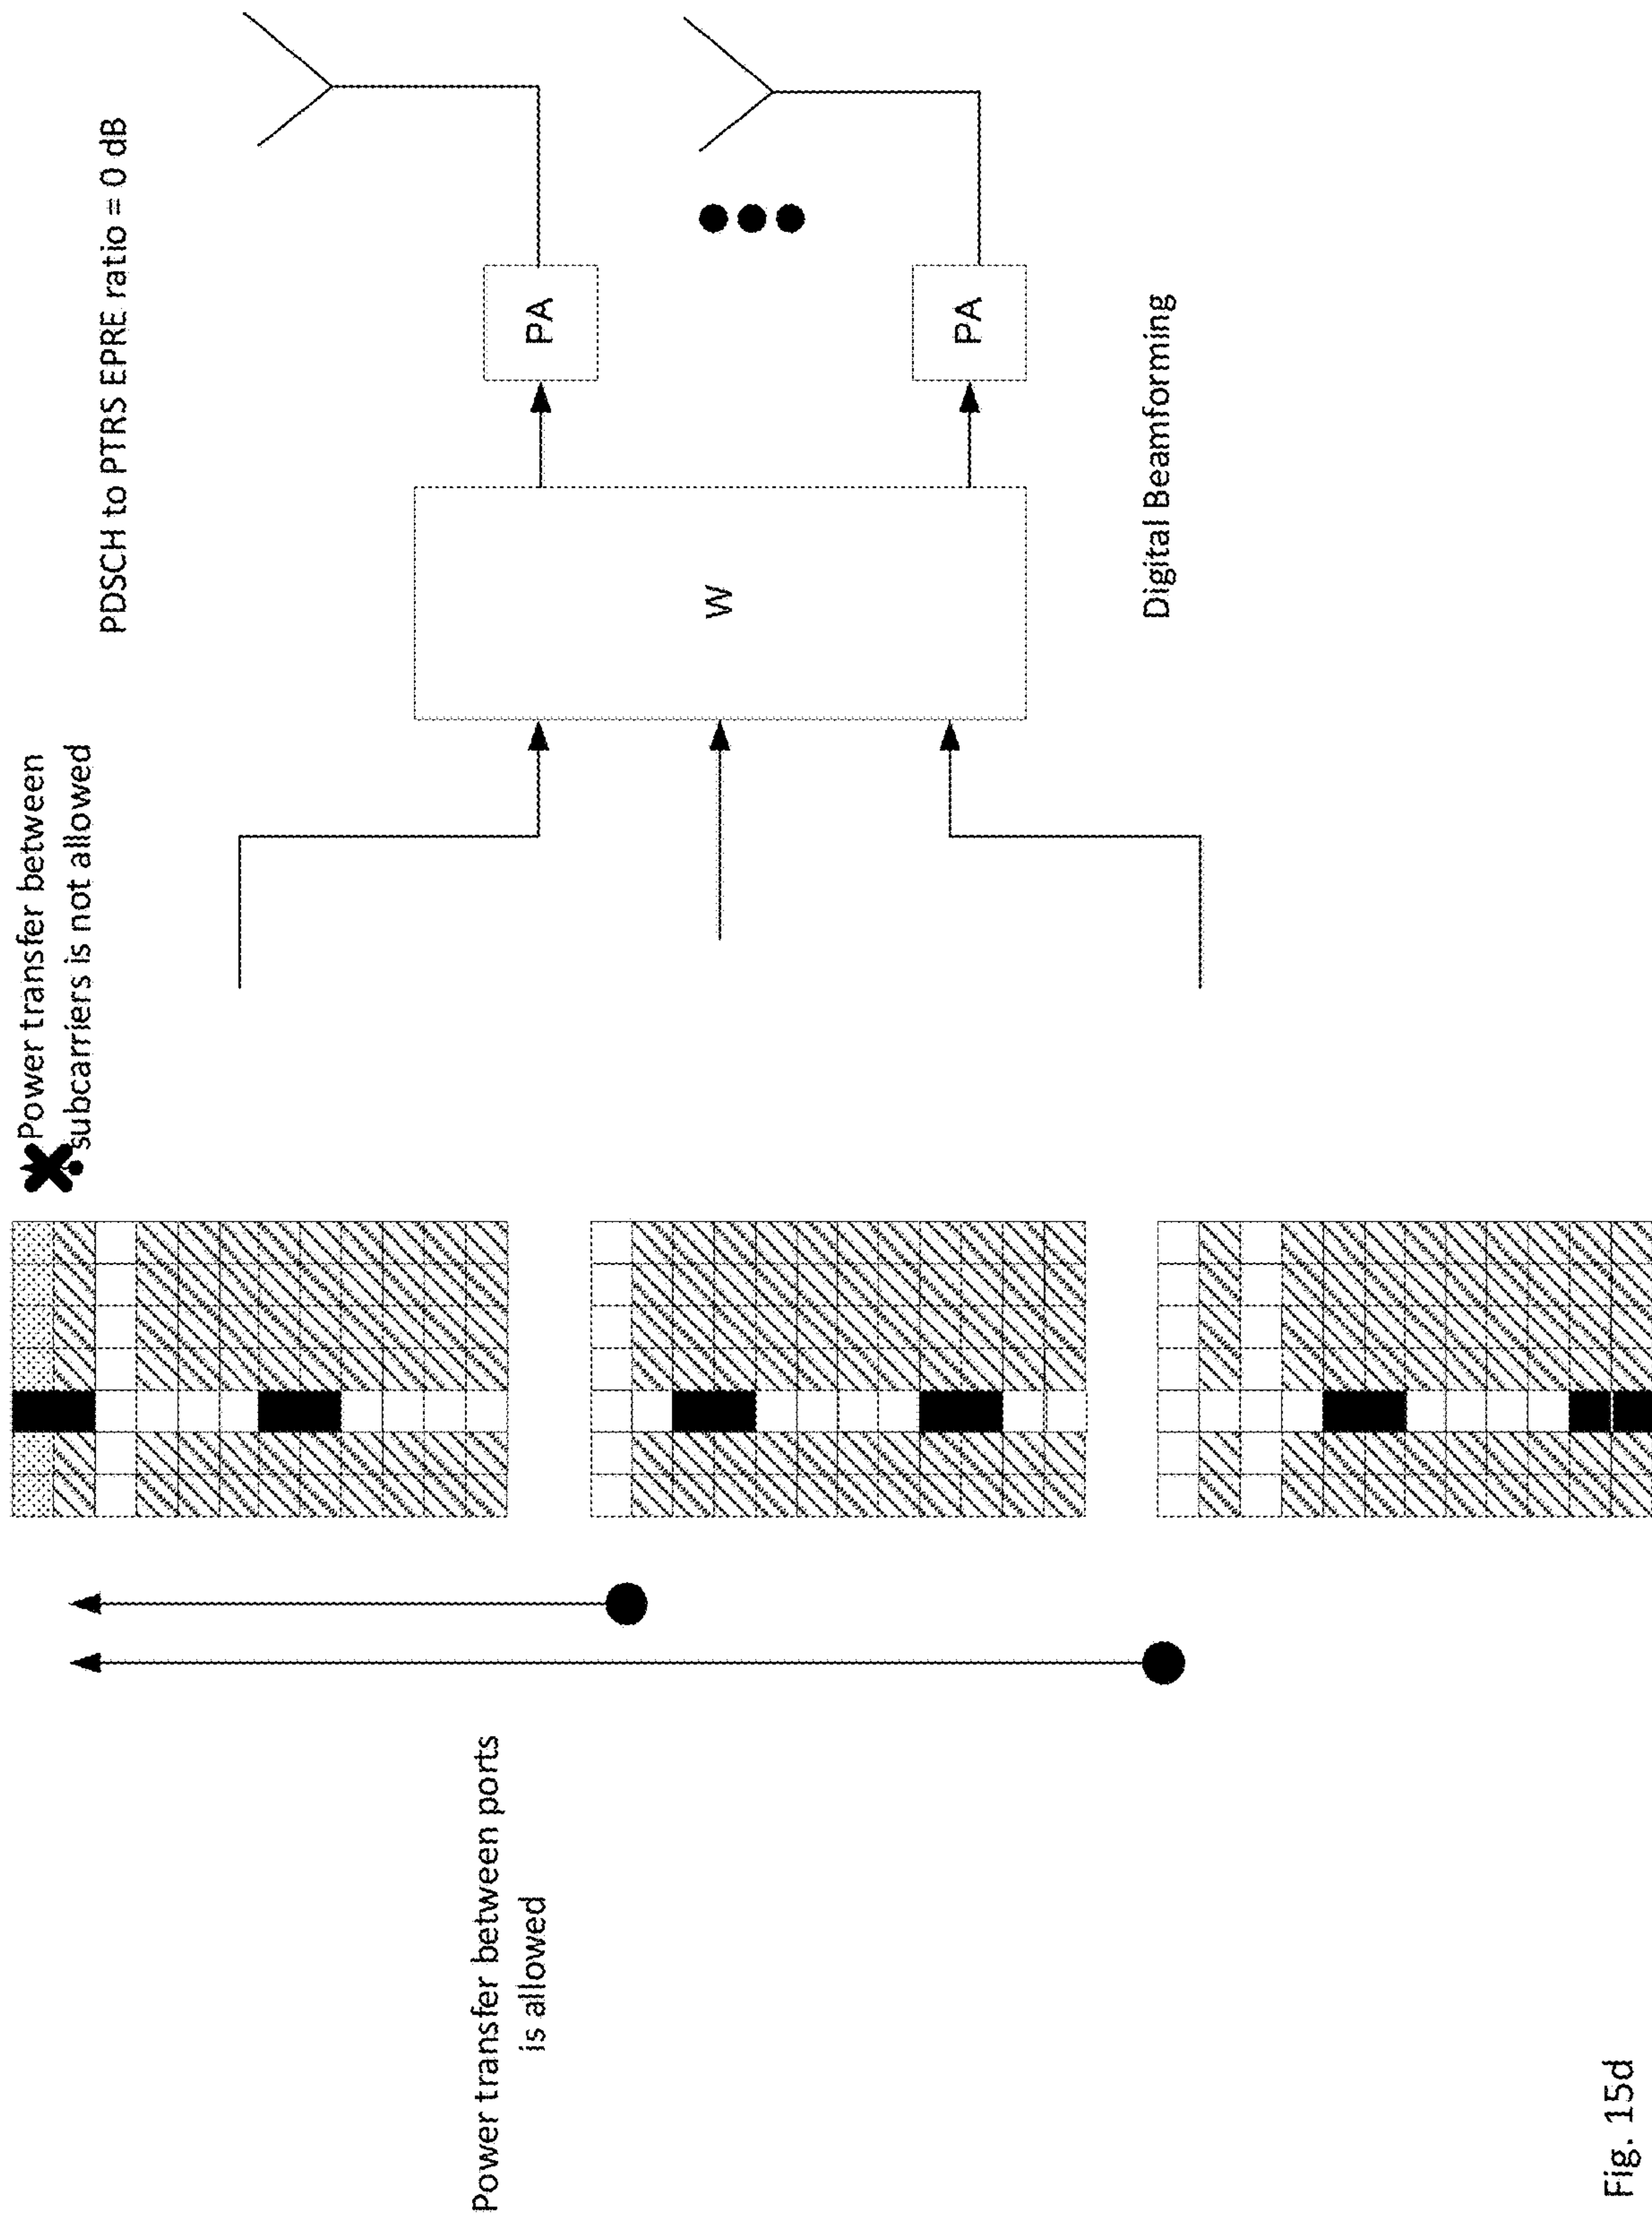 Power transfer between ports
is allowed
Power transfer between
subcarriers is not allowed
PDSCH to PTRS EPRE ratio = 0 dB
W
PA
PA
Digital Beamforming
Fig. 15d